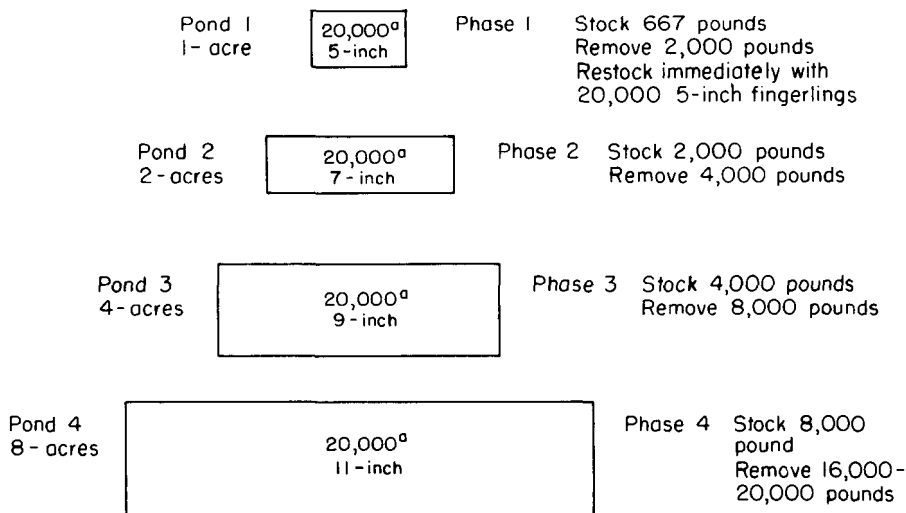 Pond 1
1- acre
20,000ᵃ
5-inch
Phase 1
Stock 667 pounds
Remove 2,000 pounds
Restock immediately with
20,000 5-inch fingerlings
Pond 2
2-acres
20,000ᵃ
7-inch
Phase 2
Stock 2,000 pounds
Remove 4,000 pounds
Pond 3
4-acres
20,000ᵃ
9-inch
Phase 3
Stock 4,000 pounds
Remove 8,000 pounds
Pond 4
8-acres
20,000ᵃ
11-inch
Phase 4
Stock 8,000
pound
Remove 16,000-
20,000 pounds